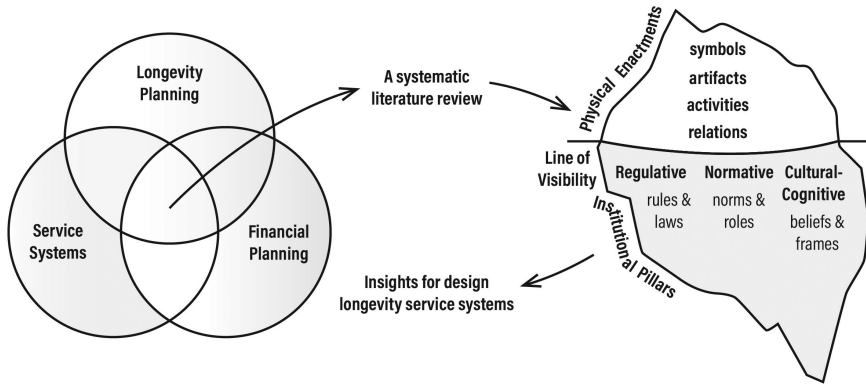 Longevity
Planning
Service
Systems
Financial
Planning
A systematic
literature review
Insights for design
longevity service systems
Physical Enactments
symbols
artifacts
activities
relations
Line of
Visibility
Institutional Pillars
Regulative
rules &
laws
Normative
norms &
roles
Cultural-
Cognitive
beliefs &
frames